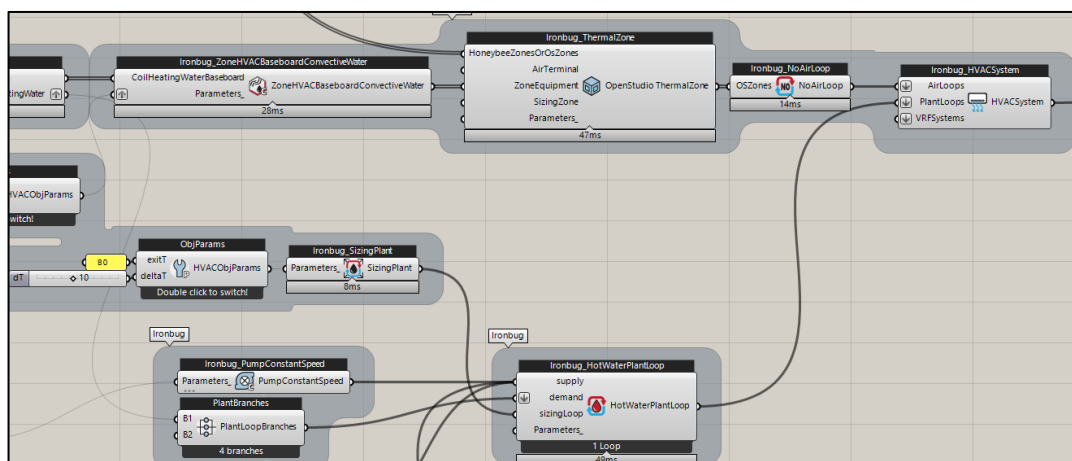 Ironbug_ThermalZone
HoneybeeZonesOrOsZones
AirTerminal
ZoneEquipment
OpenStudio ThermalZone
SizingZone
Parameters_
47ms
Ironbug_ZoneHVACBaseboardConvectiveWater
CoilHeatingWaterBaseboard
ZoneHVACBaseboardConvectiveWater
Parameters_
28ms
Ironbug_NoAirLoop
OSZones
NO
NoAirLoop
14ms
Ironbug_HVACSystem
AirLoops
PlantLoops
HVACSystem
VRFSystems
tingWater
HVACObjParams
witch!
ObjParams
80
exitT
HVACObjParams
deltaT
dT
10
Double click to switch!
Ironbug_SizingPlant
Parameters_
SizingPlant
8ms
Ironbug
Ironbug_PumpConstantSpeed
Parameters_
PumpConstantSpeed
PlantBranches
B1
PlantLoopBranches
B2
4 branches
Ironbug
Ironbug_HotWaterPlantLoop
supply
demand
HotWaterPlantLoop
sizingLoop
Parameters_
1 Loop
49ms